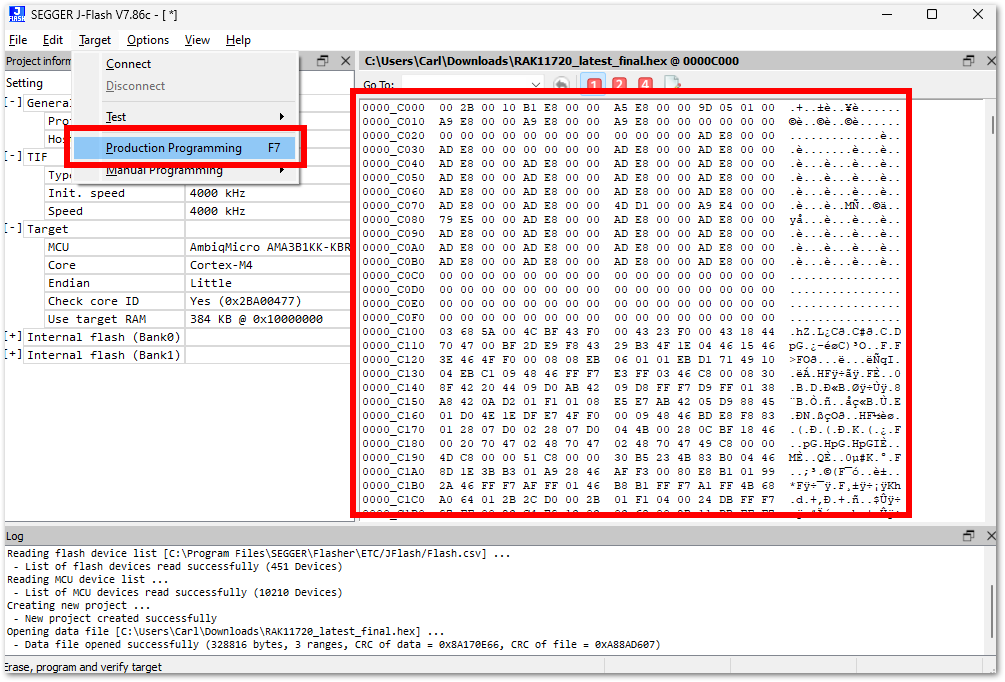 SEGGER J-Flash V7.86c - [ *]
File Edit Target Options View Help
Project inform
C:\Users\Carl\Downloads\RAK11720_latest_final.hex @ 0000C000
Connect
Disconnect
Test
Production Programming F7
Manual Programming
Go To:
1 2 4
Setting
[-] General
Host
[-] TIF
Type
Init. speed 4000 kHz
Speed 4000 kHz
[-] Target
MCU AmbiqMicro AMA3B1KK-KBR
Core Cortex-M4
Endian Little
Check core ID Yes (0x2BA00477)
Use target RAM 384 KB @ 0x10000000
[+] Internal flash (Bank0)
[+] Internal flash (Bank1)
0000_C000 00 2B 00 10 B1 E8 00 00 A5 E8 00 00 9D 05 01 00 .+..±è..¥è......
0000_C010 A9 E8 00 00 A9 E8 00 00 A9 E8 00 00 00 00 00 00 ©è..©è..©è......
0000_C020 00 00 00 00 00 00 00 00 00 00 00 00 AD E8 00 00
0000_C030 AD E8 00 00 00 00 00 00 AD E8 00 00 AD E8 00 00
0000_C040 AD E8 00 00 AD E8 00 00 AD E8 00 00 AD E8 00 00
0000_C050 AD E8 00 00 AD E8 00 00 AD E8 00 00 AD E8 00 00
0000_C060 AD E8 00 00 AD E8 00 00 AD E8 00 00 AD E8 00 00
0000_C070 AD E8 00 00 AD E8 00 00 4D D1 00 00 A9 E4 00 00 .è...è..MÑ..©ä..
0000_C080 79 E5 00 00 AD E8 00 00 AD E8 00 00 AD E8 00 00 yå...è...è...è..
0000_C090 AD E8 00 00 AD E8 00 00 AD E8 00 00 AD E8 00 00
0000_C0A0 AD E8 00 00 AD E8 00 00 AD E8 00 00 AD E8 00 00
0000_C0B0 AD E8 00 00 AD E8 00 00 AD E8 00 00 AD E8 00 00
0000_C0C0 00 00 00 00 00 00 00 00 00 00 00 00 00 00 00 00 ................
0000_C0D0 00 00 00 00 00 00 00 00 00 00 00 00 00 00 00 00 ................
0000_C0E0 00 00 00 00 00 00 00 00 00 00 00 00 00 00 00 00 ................
0000_C0F0 00 00 00 00 00 00 00 00 00 00 00 00 00 00 00 00 ................
0000_C100 03 68 5A 00 4C BF 43 F0 00 43 23 F0 00 43 18 44 .hZ.L¿Cð.C#ð.C.D
0000_C110 70 47 00 BF 2D E9 F8 43 29 B3 4F 1E 04 46 15 46 pG.¿-éøC)³O..F.F
0000_C120 3E 46 4F F0 00 08 08 EB 06 01 01 EB D1 71 49 10 >FOð...ë...ëÑqI.
0000_C130 04 EB C1 09 48 46 FF F7 E3 FF 03 46 C8 00 08 30
0000_C140 8F 42 20 44 09 D0 AB 42 09 D8 FF F7 D9 FF 01 38
0000_C150 A8 42 0A D2 01 F1 01 08 E5 E7 AB 42 05 D9 88 45
0000_C160 01 D0 4E 1E DF E7 4F F0 00 09 48 46 BD E8 F8 83
0000_C170 01 28 07 D0 02 28 07 D0 04 4B 00 28 0C BF 18 46
0000_C180 00 20 70 47 02 48 70 47 02 48 70 47 49 C8 00 00
0000_C190 4D C8 00 00 51 C8 00 00 30 B5 23 4B 83 B0 04 46
0000_C1A0 8D 1E 3B B3 01 A9 28 46 AF F3 00 80 E8 B1 01 99
0000_C1B0 2A 46 FF F7 AF FF 01 46 B8 B1 FF F7 A1 FF 4B 68
0000_C1C0 A0 64 01 2B 2C D0 00 2B 01 F1 04 00 24 DB FF F7
Log
Reading flash device list [C:\Program Files\SEGGER\Flasher\ETC/JFlash/Flash.csv] ...
- List of flash devices read successfully (451 Devices)
Reading MCU device list ...
- List of MCU devices read successfully (10210 Devices)
Creating new project ...
- New project created successfully
Opening data file [C:\Users\Carl\Downloads\RAK11720_latest_final.hex] ...
- Data file opened successfully (328816 bytes, 3 ranges, CRC of data = 0x8A170E66, CRC of file = 0xA88AD607)
Erase, program and verify target